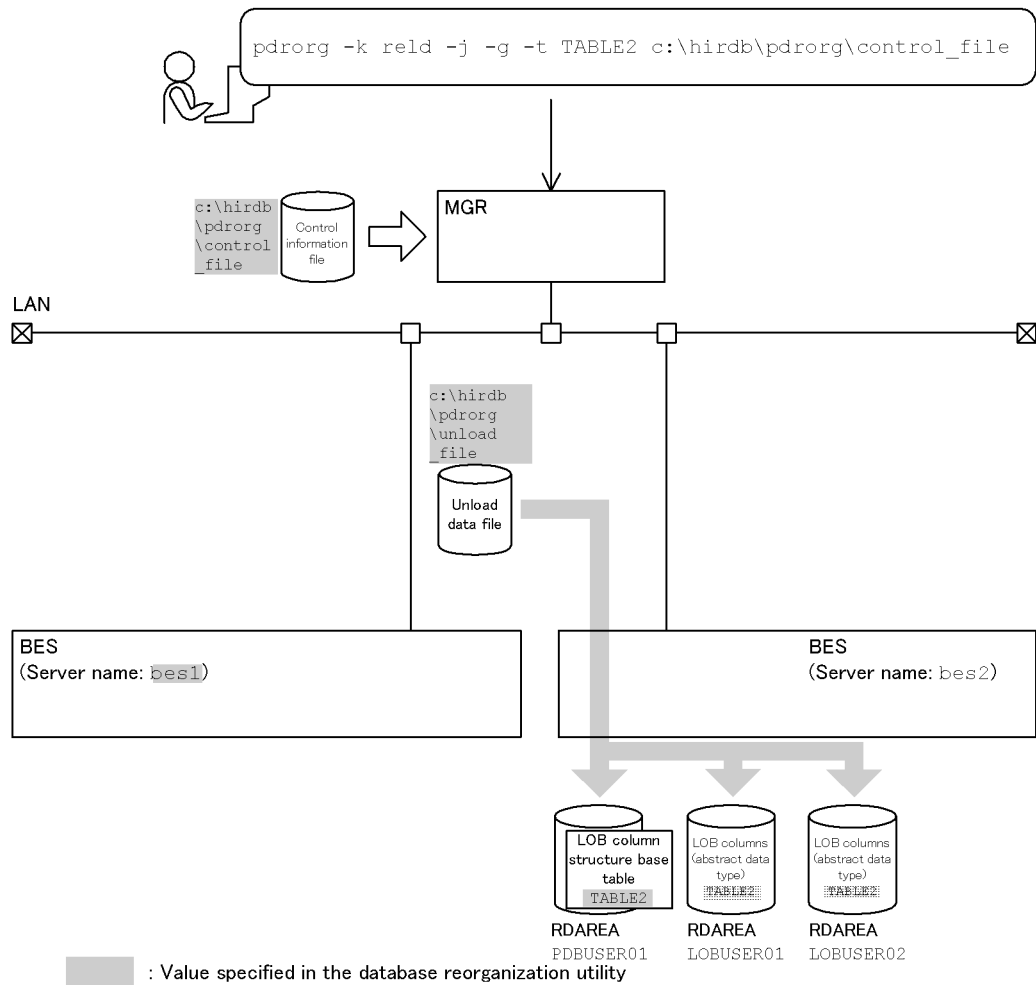 pdrorg -k reld -j -g -t TABLE2 c:\hirdb\pdrorg\control_file
MGR
c:\hirdb
\pdrorg
\control
_file
Control
information
file
LAN
c:\hirdb
\pdrorg
\unload
_file
Unload
data file
BES
(Server name: bes1)
BES
(Server name: bes2)
LOB column
structure base
table
TABLE2
LOB columns
(abstract data
type)
TABLE2
LOB columns
(abstract data
type)
TABLE2
RDAREA
PDBUSER01
RDAREA
LOBUSER01
RDAREA
LOBUSER02
: Value specified in the database reorganization utility